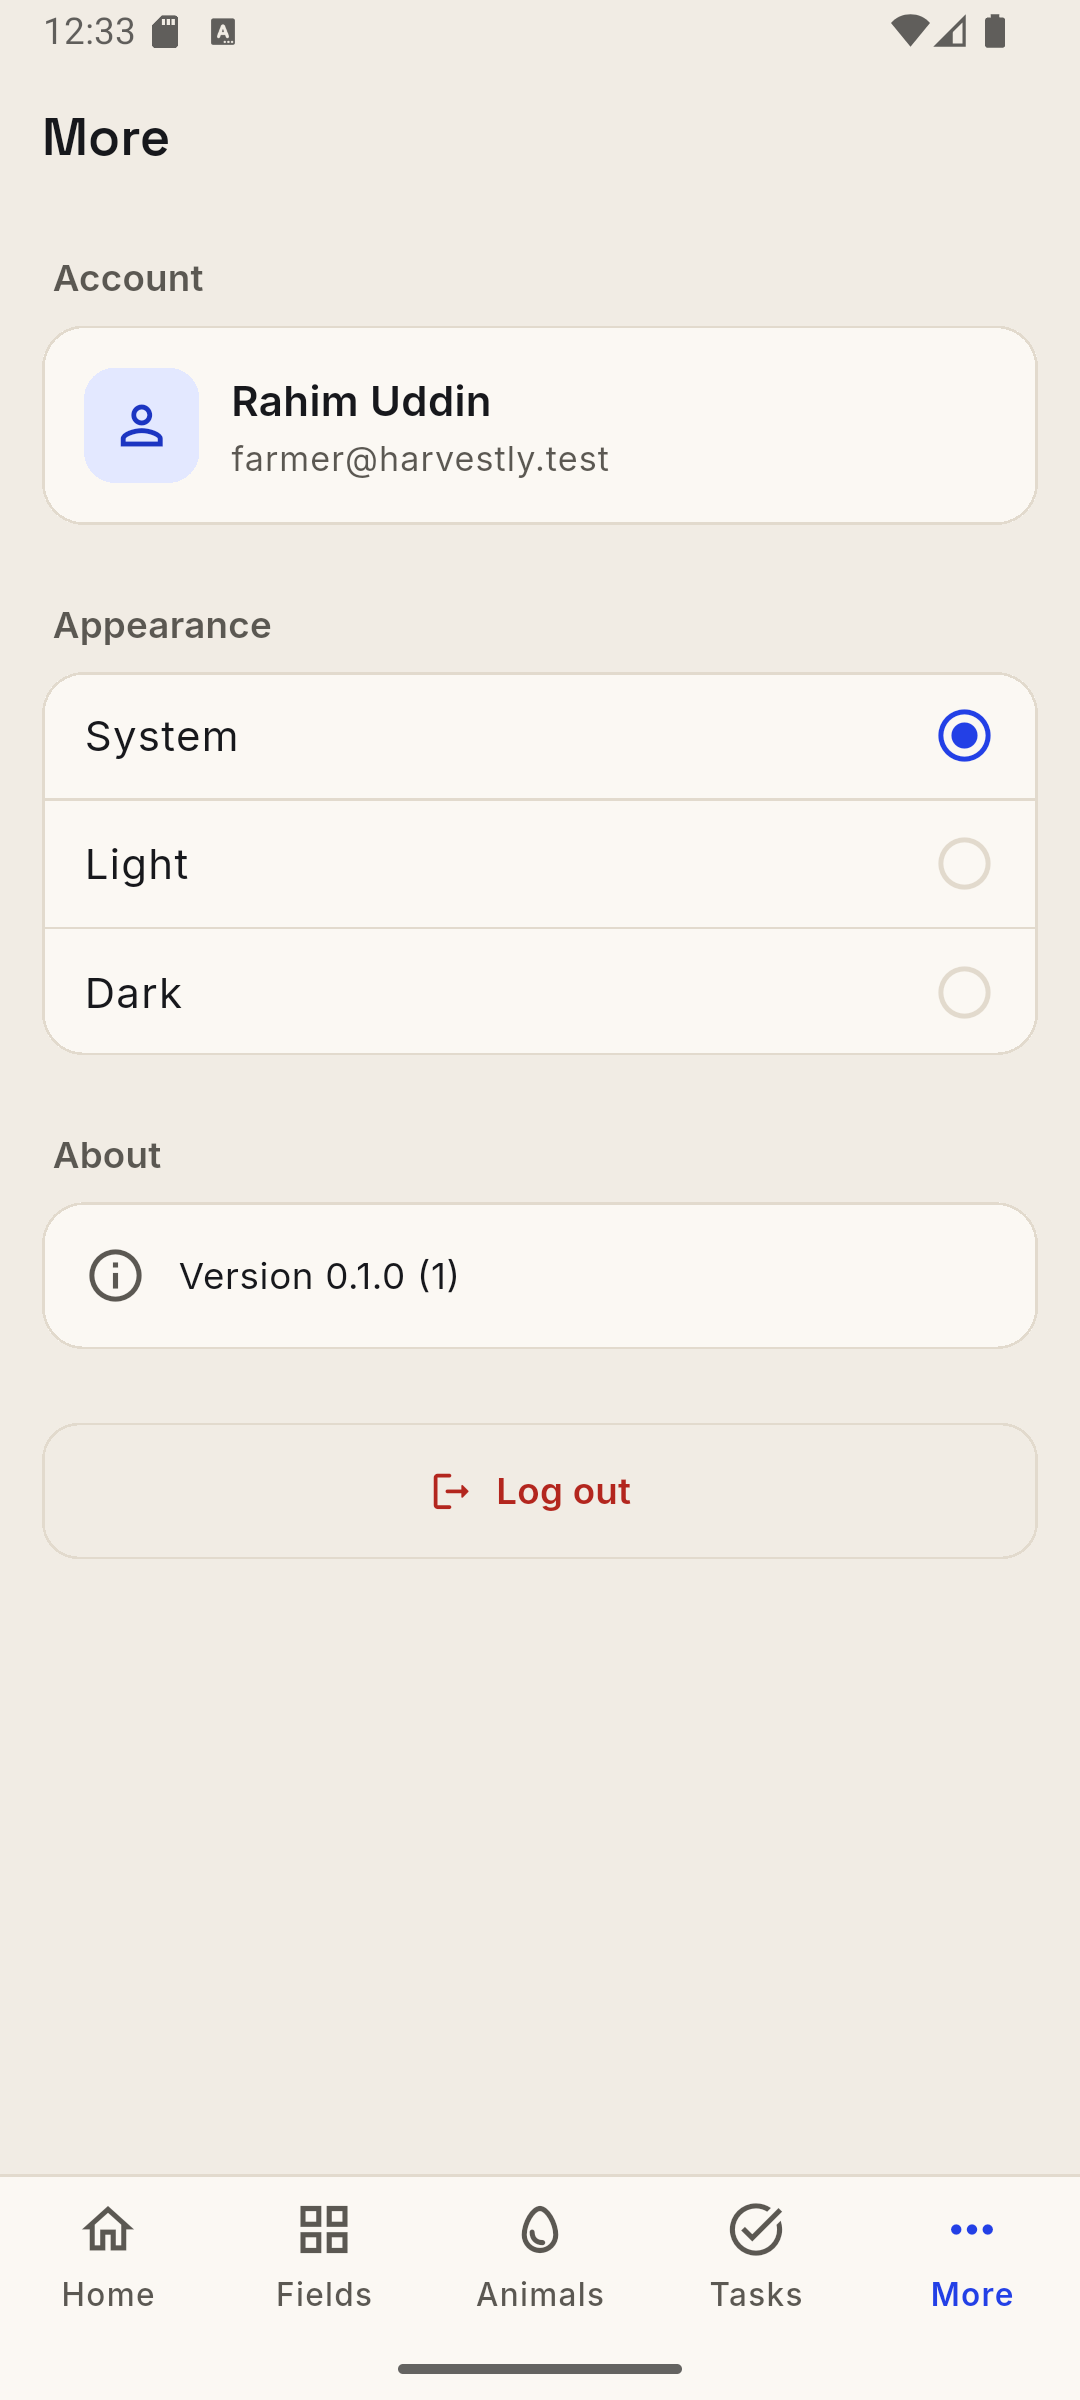 12:33
More
Account
Rahim Uddin
farmer@harvestly.test
Appearance
System
Light
Dark
About
Version 0.1.0 (1)
Log out
Home
Fields
Animals
Tasks
More